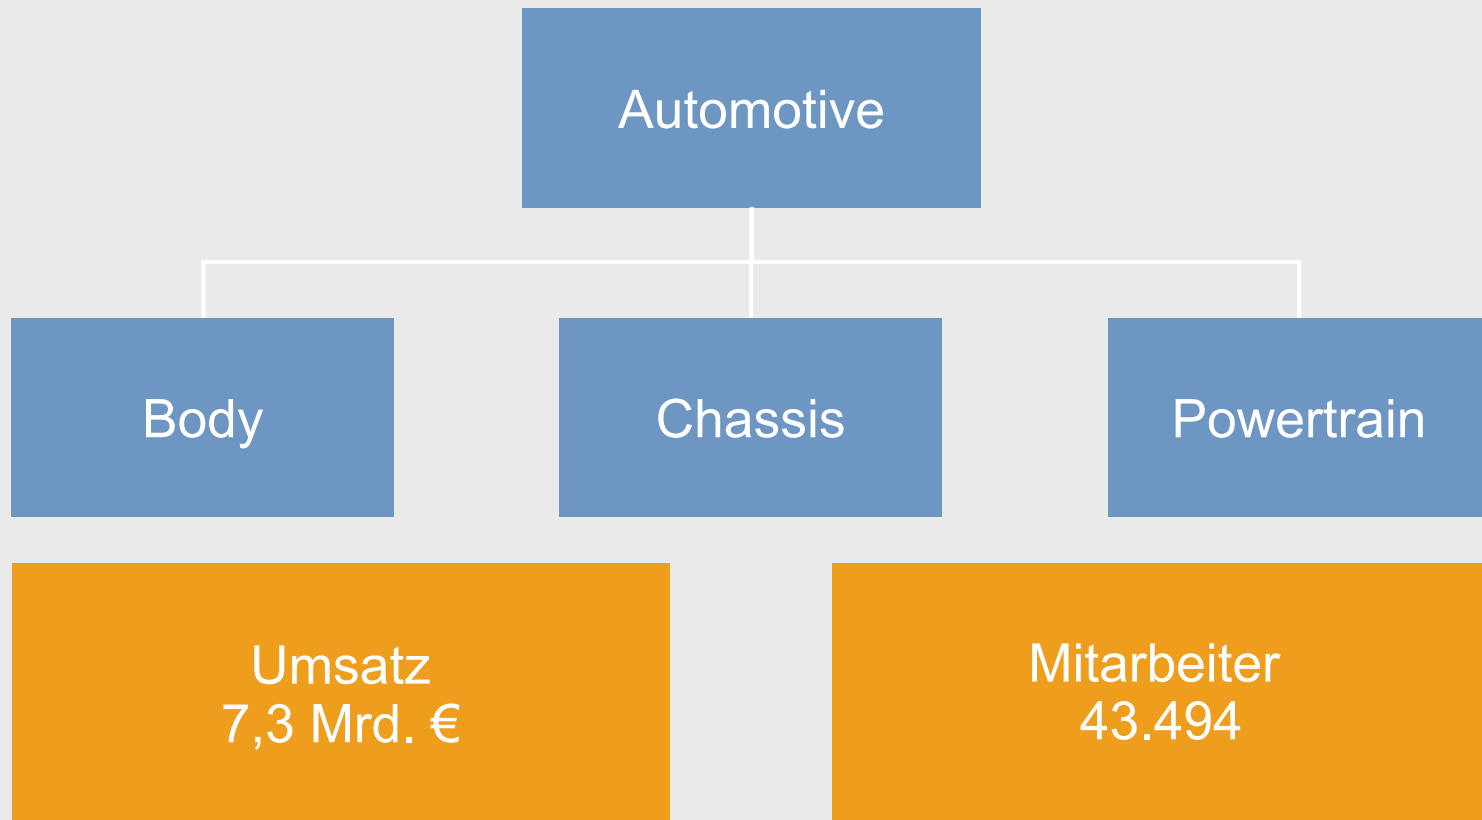 Automotive
Body
Chassis
Powertrain
Umsatz
7,3 Mrd. €
Mitarbeiter
43.494